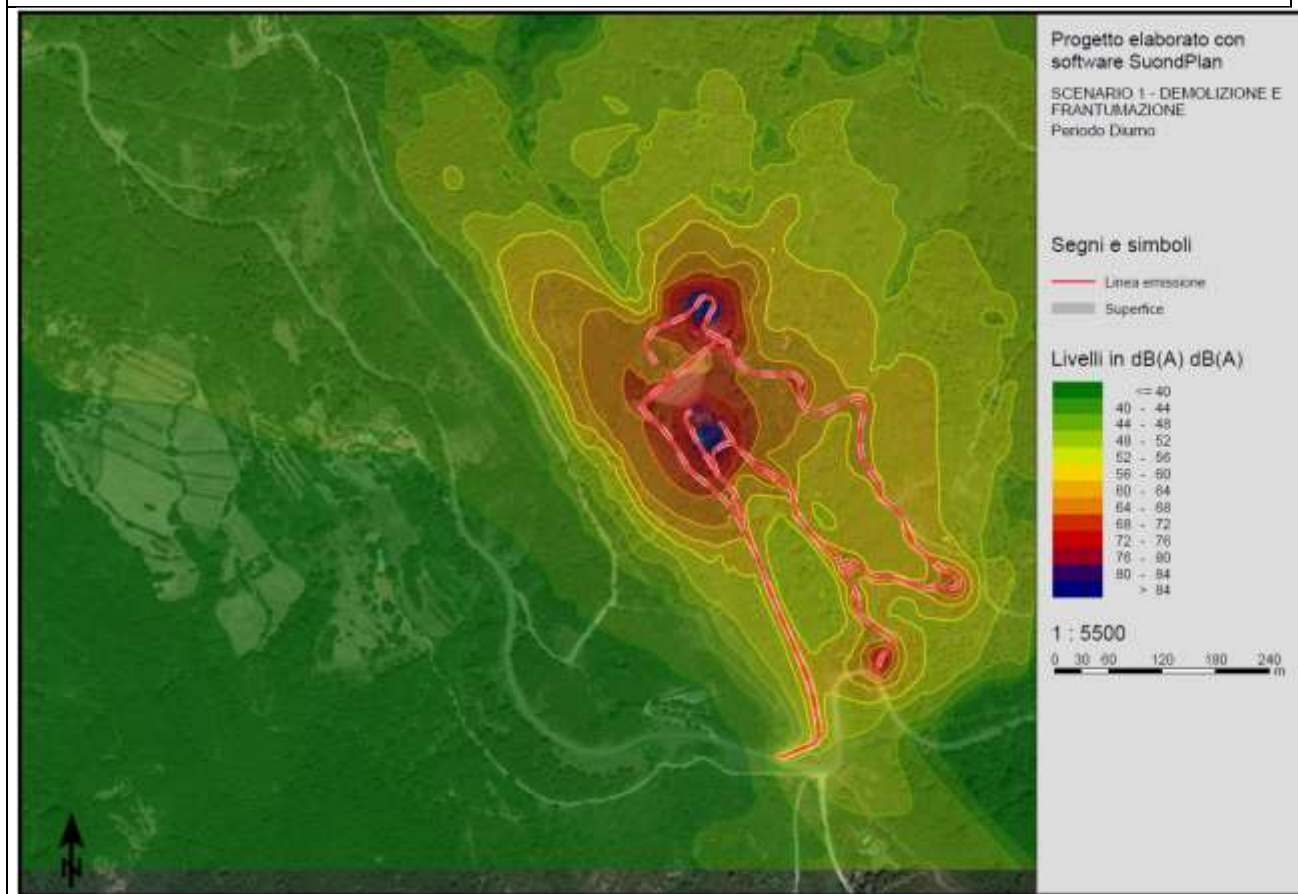 Progetto elaborato con
software SuondPlan
SCENARIO 1 - DEMOLIZIONE E
FRANTUMAZIONE
Periodo Diurno
Segni e simboli
Linea emissione
Superfice
Livelli in dB(A) dB(A)
<= 40
40 - 44
44 - 48
48 - 52
52 - 56
56 - 60
60 - 64
64 - 68
68 - 72
72 - 76
76 - 80
80 - 84
> 84
1 : 5500
0 30 60 120 180 240
m
N